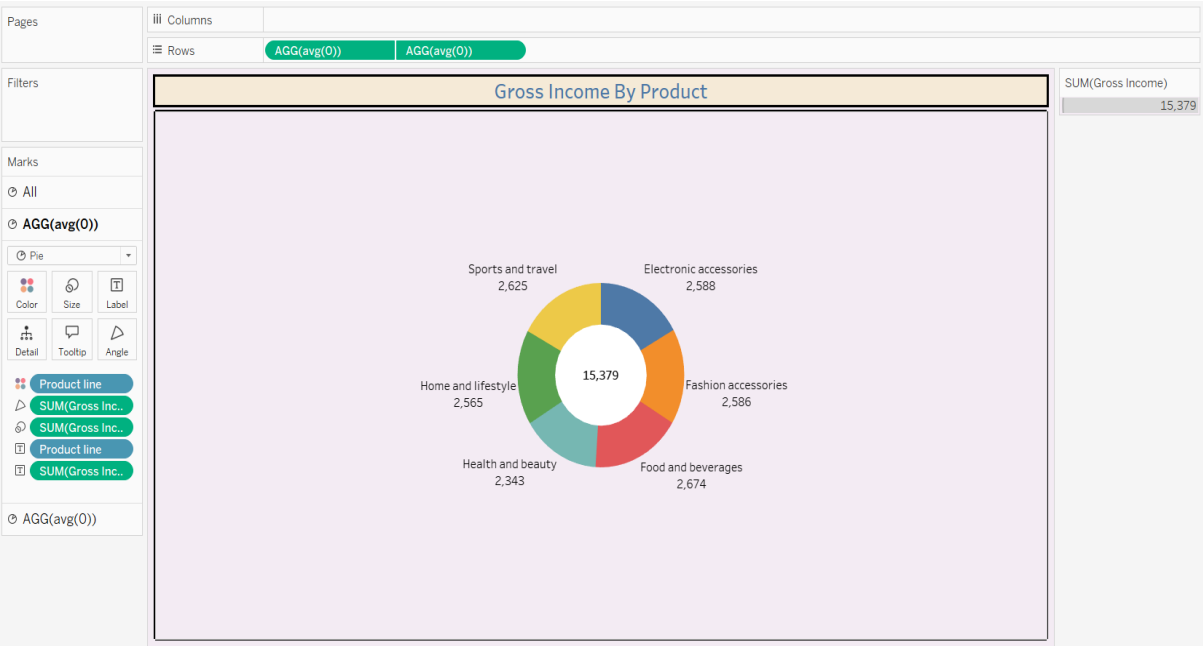 Pages
Columns
Rows
AGG(avg(0)) AGG(avg(0))
Filters
Marks
All
AGG(avg(0))
Pie
Color Size Label
Detail Tooltip Angle
Product line
SUM(Gross Inc..
SUM(Gross Inc..
Product line
SUM(Gross Inc..
AGG(avg(0))
Gross Income By Product
Sports and travel
2,625
Electronic accessories
2,588
Home and lifestyle
2,565
15,379
Fashion accessories
2,586
Health and beauty
2,343
Food and beverages
2,674
SUM(Gross Income)
15,379